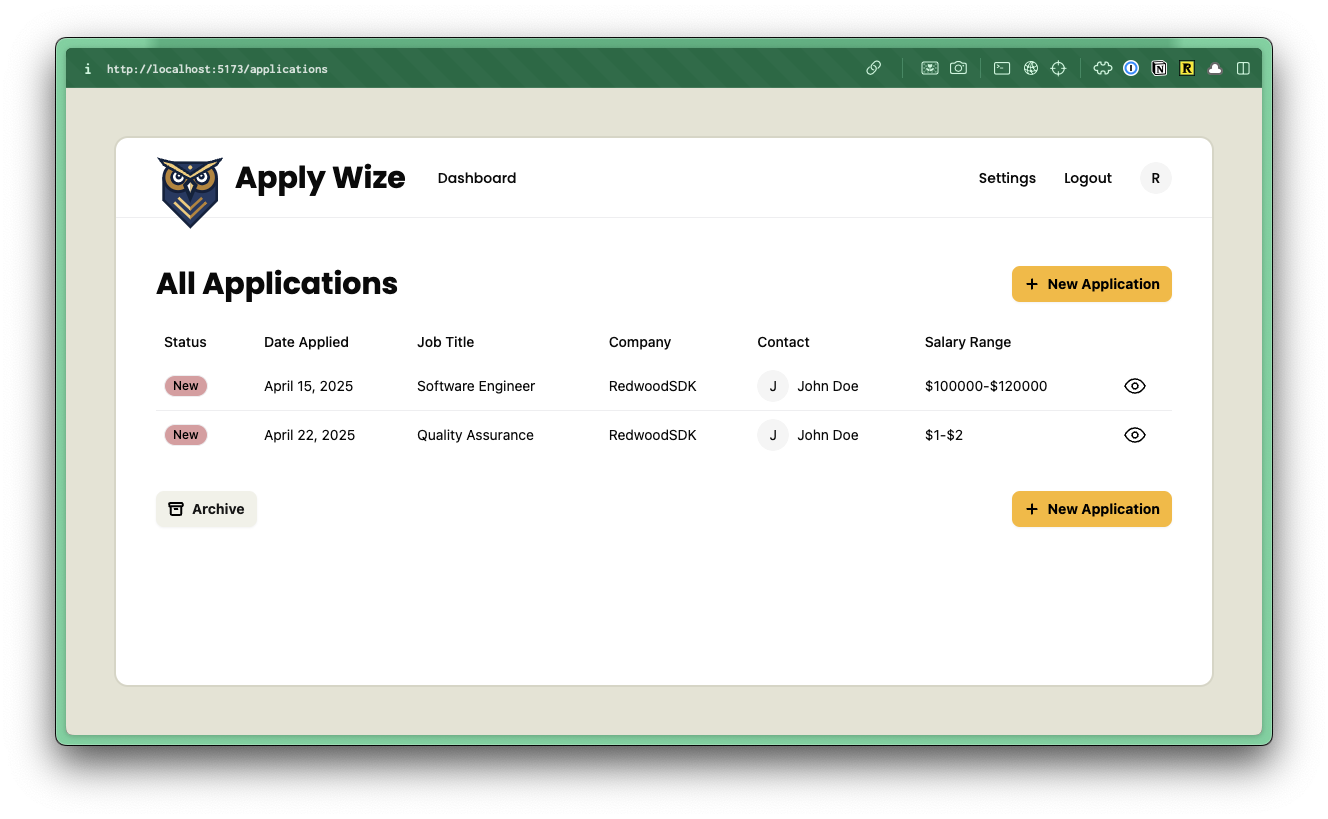 i http://localhost:5173/applications
Apply Wize Dashboard Settings Logout R
All Applications + New Application
Status Date Applied Job Title Company Contact Salary Range
New April 15, 2025 Software Engineer RedwoodSDK J John Doe $100000-$120000
New April 22, 2025 Quality Assurance RedwoodSDK J John Doe $1-$2
Archive + New Application